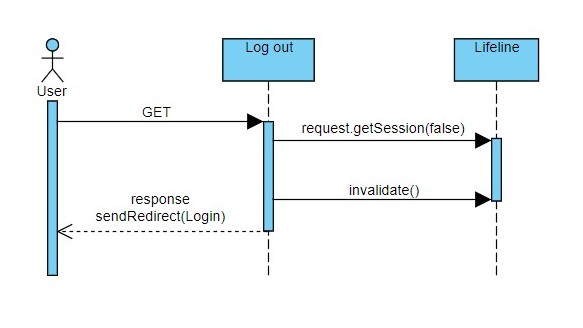 Log out
Lifeline
User
GET
request.getSession(false)
invalidate()
response
sendRedirect(Login)